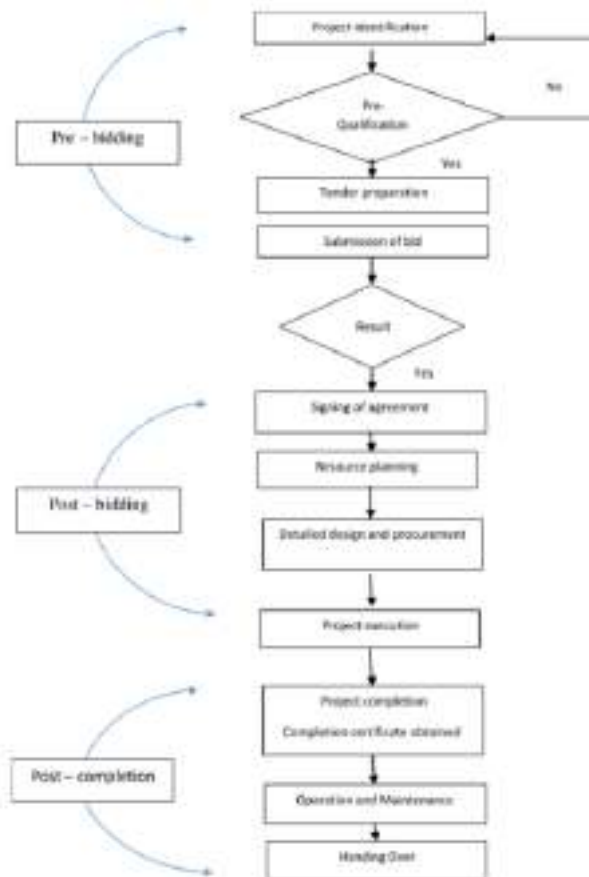 Project Identification
No
Pre-
Qualification
Pre – bidding
Yes
Tender preparation
Submission of bid
Result
Yes
Signing of agreement
Resource planning
Post – bidding
Detailed design and procurement
Project execution
Project completion
Completion certificate obtained
Post – completion
Operation and Maintenance
Handing Over